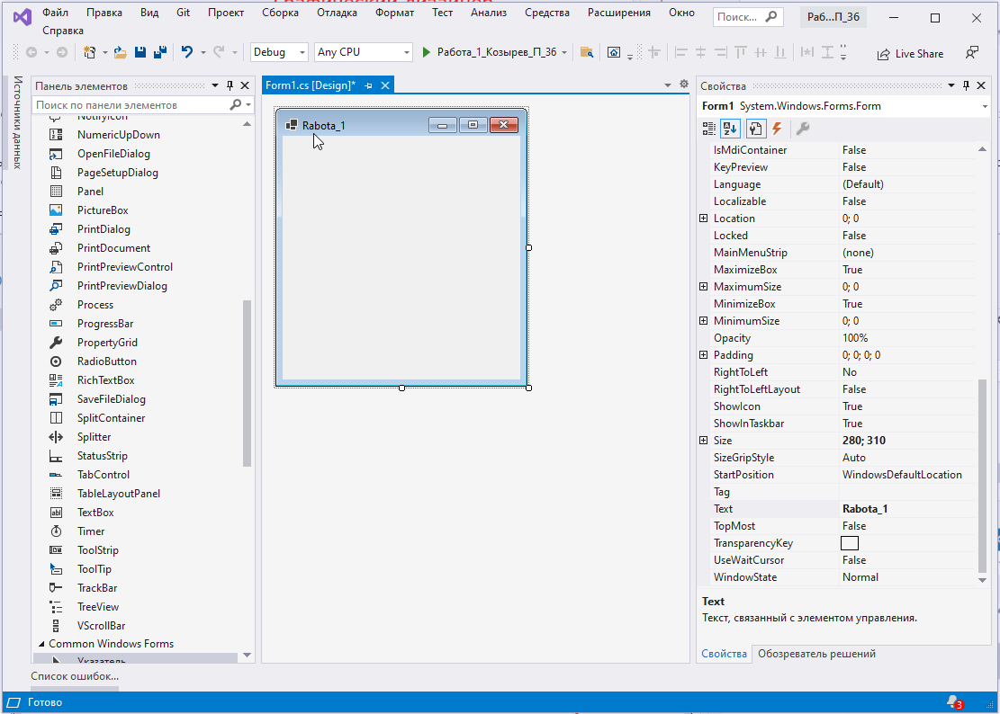 Файл Правка Вид Git Проект Сборка Отладка Формат Тест Анализ Средства Расширения Окно Поиск... Раб...П_36
Справка
Debug Any CPU Работа_1_Козырев_П_36 Live Share
Источники данных
Панель элементов
Поиск по панели элементов
NotifyIcon
NumericUpDown
OpenFileDialog
PageSetupDialog
Panel
PictureBox
PrintDialog
PrintDocument
PrintPreviewControl
PrintPreviewDialog
Process
ProgressBar
PropertyGrid
RadioButton
RichTextBox
SaveFileDialog
SplitContainer
Splitter
StatusStrip
TabControl
TableLayoutPanel
TextBox
Timer
ToolStrip
ToolTip
TrackBar
TreeView
VScrollBar
Common Windows Forms
Указатель
Form1.cs [Design]*
Rabota_1
Свойства
Form1 System.Windows.Forms.Form
IsMdiContainer False
KeyPreview False
Language (Default)
Localizable False
Location 0; 0
Locked False
MainMenuStrip (none)
MaximizeBox True
MaximumSize 0; 0
MinimizeBox True
MinimumSize 0; 0
Opacity 100%
Padding 0; 0; 0; 0
RightToLeft No
RightToLeftLayout False
ShowIcon True
ShowInTaskbar True
Size 280; 310
SizeGripStyle Auto
StartPosition WindowsDefaultLocation
Tag
Text Rabota_1
TopMost False
TransparencyKey
UseWaitCursor False
WindowState Normal
Text
Текст, связанный с элементом управления.
Свойства Обозреватель решений
Список ошибок...
Готово 3